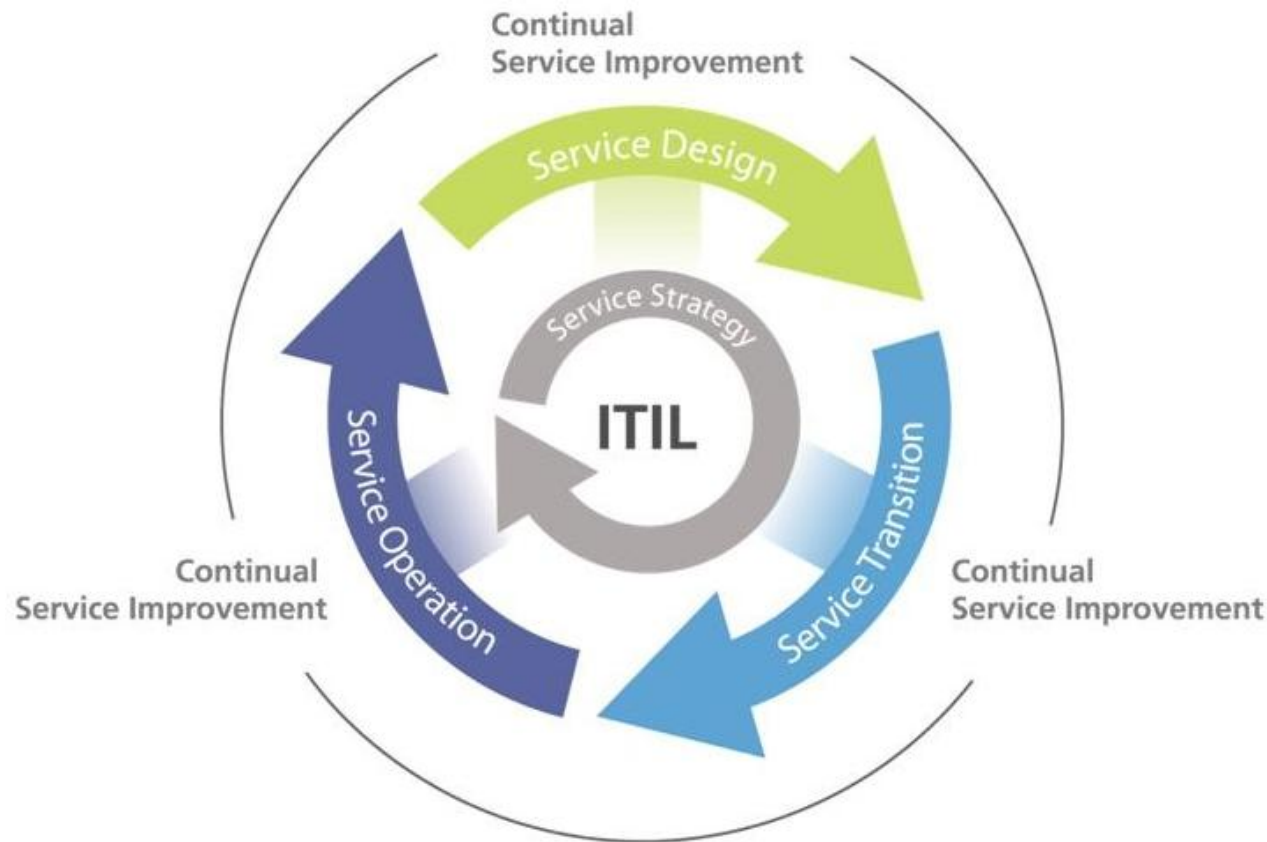 Continual
Service Improvement
Service Design
Service Strategy
ITIL
Service Operation
Service Transition
Continual
Service Improvement
Continual
Service Improvement